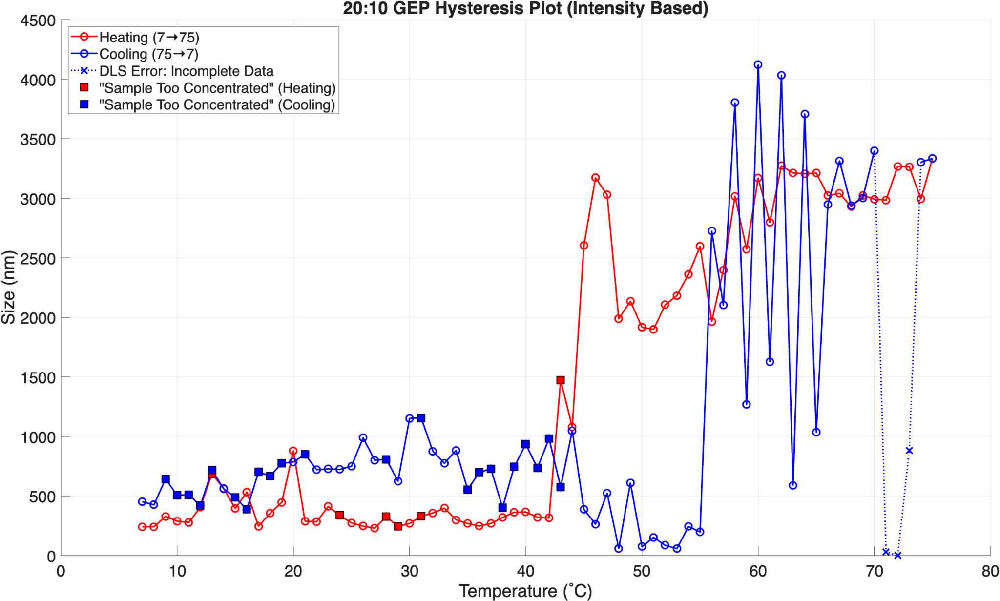 20:10 GEP Hysteresis Plot (Intensity Based)
Heating (7→75)
Cooling (75→7)
DLS Error: Incomplete Data
"Sample Too Concentrated" (Heating)
"Sample Too Concentrated" (Cooling)
Size (nm)
4500
4000
3500
3000
2500
2000
1500
1000
500
0
0 10 20 30 40 50 60 70 80
Temperature (˚C)